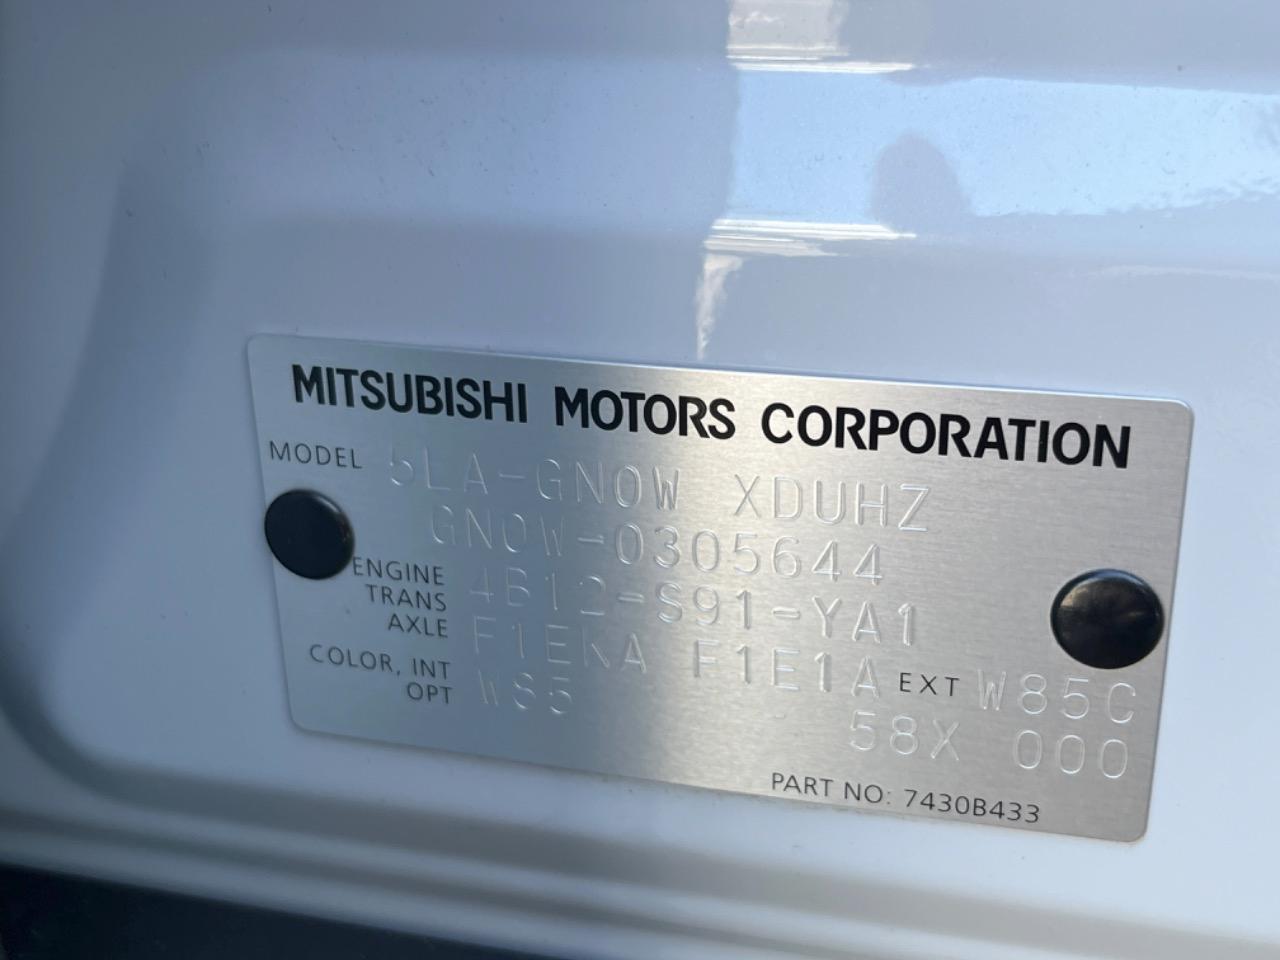 MITSUBISHI MOTORS CORPORATION
MODEL 5LA-GN0W XDUHZ
GN0W-0305644
ENGINE 4B12-S91-YA1
TRANS
AXLE F1EKA F1E1A
COLOR, INT EXT W85C
OPT 58X 000
PART NO: 7430B433